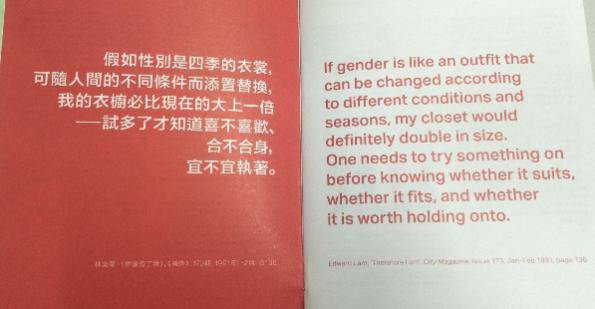 假如性別是四季的衣裳,
可隨人間的不同條件而添置替換,
我的衣櫥必比現在的大上一倍
——試多了才知道喜不喜歡、
合不合身,
宜不宜執著。
If gender is like an outfit that
can be changed according
to different conditions and
seasons, my closet would
definitely double in size.
One needs to try something on
before knowing whether it suits,
whether it fits, and whether
it is worth holding onto.
Edward Lam, "Therefore I am", City Magazine, Issue 173, Jan-Feb 1991, page 136